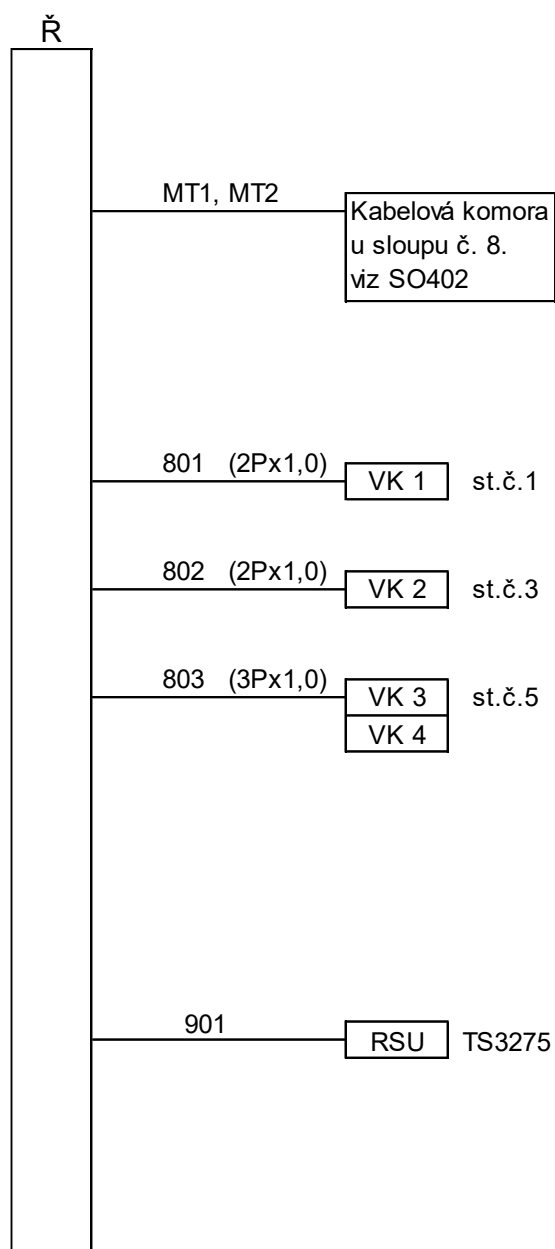 Ř
MT1, MT2
Kabelová komora
u sloupu č. 8.
viz SO402
801 (2Px1,0)
VK 1 st.č.1
802 (2Px1,0)
VK 2 st.č.3
803 (3Px1,0)
VK 3 st.č.5
VK 4
901
RSU TS3275